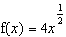 f(x) = 4x^{1/2}